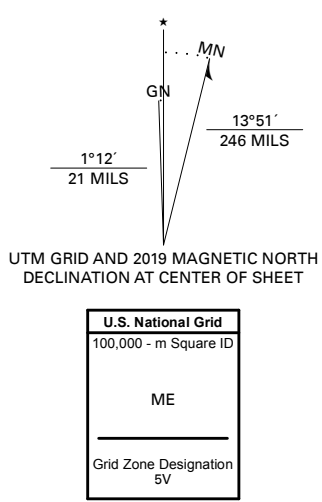 ★
MN
GN
13°51´
246 MILS
1°12´
21 MILS
UTM GRID AND 2019 MAGNETIC NORTH
DECLINATION AT CENTER OF SHEET
U.S. National Grid
100,000 - m Square ID
ME
Grid Zone Designation
5V